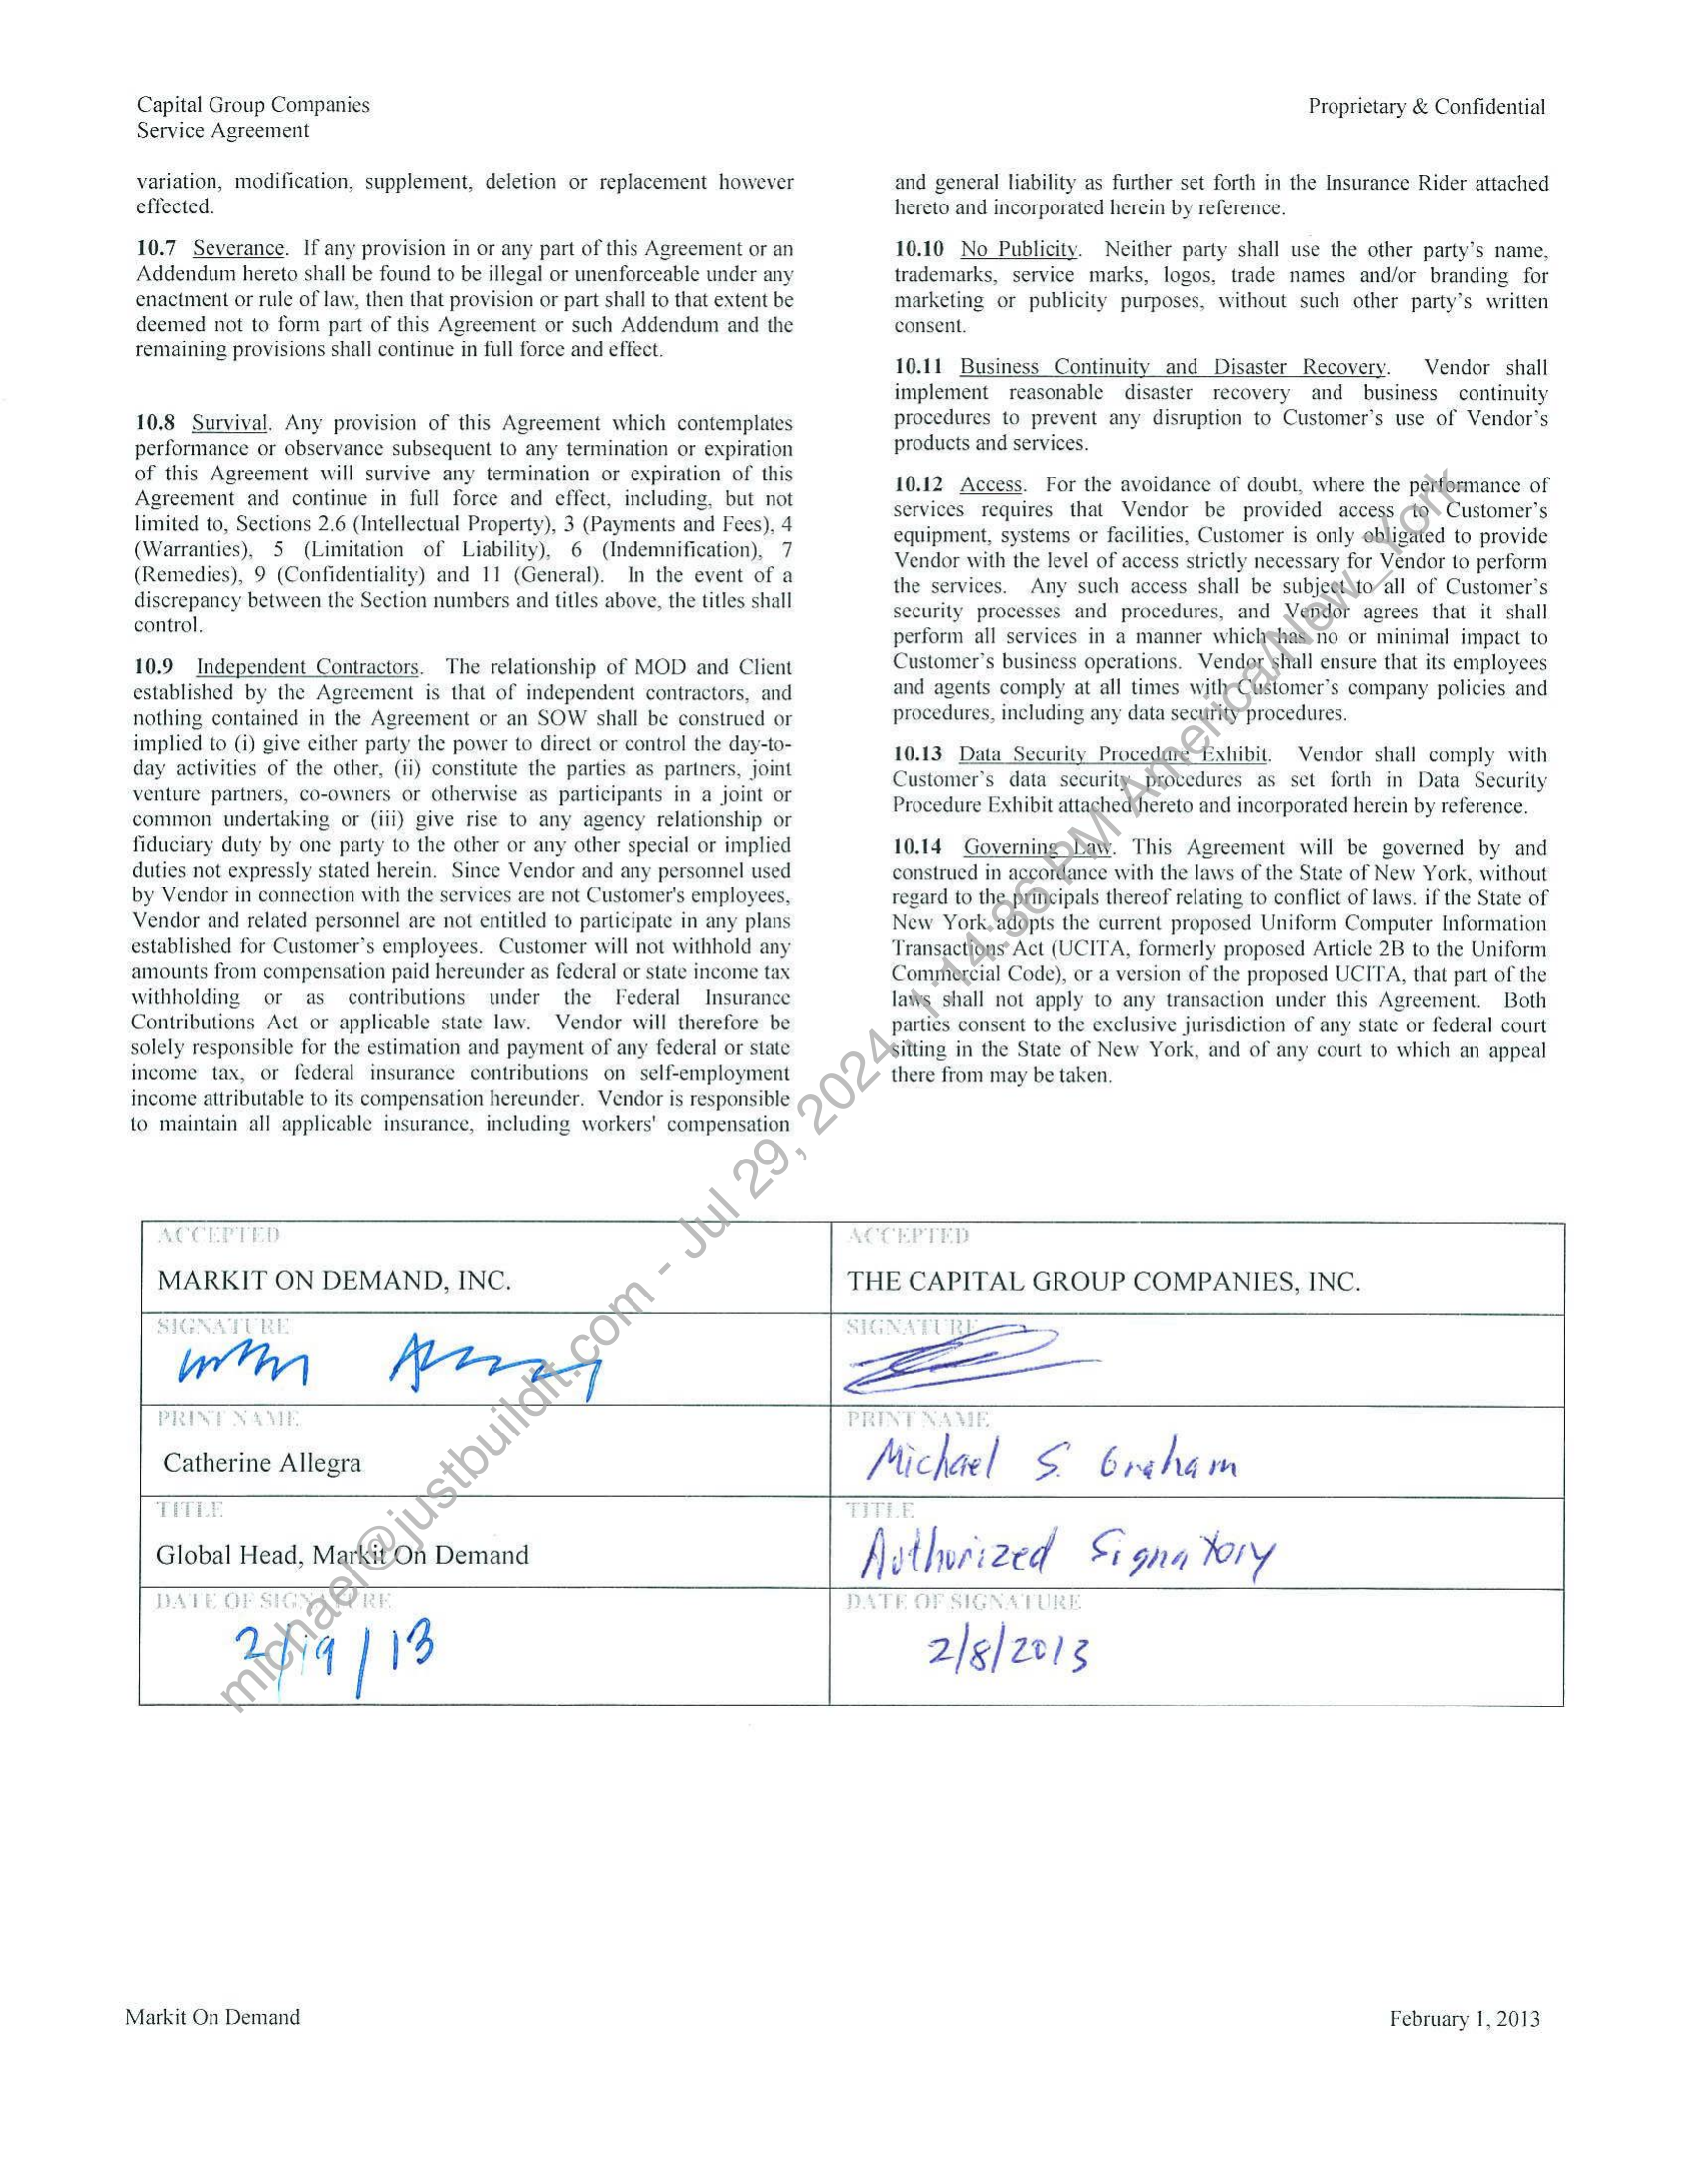 Capital Group Companies
Service Agreement
Proprietary & Confidential
variation, modification, supplement, deletion or replacement however
effected.
10.7 Severance. If any provision in or any part of this Agreement or an
Addendum hereto shall be found to be illegal or unenforceable under any
enactment or rule of law, then that provision or part shall to that extent be
deemed not to form part of this Agreement or such Addendum and the
remaining provisions shall continue in full force and effect.
10.8 Survival. Any provision of this Agreement which contemplates
performance or observance subsequent to any termination or expiration
of this Agreement will survive any termination or expiration of this
Agreement and continue in full force and effect, including, but not
limited to, Sections 2.6 (Intellectual Property), 3 (Payments and Fees), 4
(Warranties), 5 (Limitation of Liability), 6 (Indemnification), 7
(Remedies), 9 (Confidentiality) and 11 (General). In the event of a
discrepancy between the Section numbers and titles above, the titles shall
control.
10.9 Independent Contractors. The relationship of MOD and Client
established by the Agreement is that of independent contractors, and
nothing contained in the Agreement or an SOW shall be construed or
implied to (i) give either party the power to direct or control the day-to-
day activities of the other, (ii) constitute the parties as partners, joint
venture partners, co-owners or otherwise as participants in a joint or
common undertaking or (iii) give rise to any agency relationship or
fiduciary duty by one party to the other or any other special or implied
duties not expressly stated herein. Since Vendor and any personnel used
by Vendor in connection with the services are not Customer's employees,
Vendor and related personnel are not entitled to participate in any plans
established for Customer's employees. Customer will not withhold any
amounts from compensation paid hereunder as federal or state income tax
withholding or as contributions under the Federal Insurance
Contributions Act or applicable state law. Vendor will therefore be
solely responsible for the estimation and payment of any federal or state
income tax, or federal insurance contributions on self-employment
income attributable to its compensation hereunder. Vendor is responsible
to maintain all applicable insurance, including workers' compensation
and general liability as further set forth in the Insurance Rider attached
hereto and incorporated herein by reference.
10.10 No Publicity. Neither party shall use the other party's name,
trademarks, service marks, logos, trade names and/or branding for
marketing or publicity purposes, without such other party's written
consent.
10.11 Business Continuity and Disaster Recovery. Vendor shall
implement reasonable disaster recovery and business continuity
procedures to prevent any disruption to Customer's use of Vendor's
products and services.
10.12 Access. For the avoidance of doubt, where the performance of
services requires that Vendor be provided access to Customer's
equipment, systems or facilities, Customer is only obligated to provide
Vendor with the level of access strictly necessary for Vendor to perform
the services. Any such access shall be subject to all of Customer's
security processes and procedures, and Vendor agrees that it shall
perform all services in a manner which has no or minimal impact to
Customer's business operations. Vendor shall ensure that its employees
and agents comply at all times with Customer's company policies and
procedures, including any data security procedures.
10.13 Data Security Procedure Exhibit. Vendor shall comply with
Customer's data security procedures as set forth in Data Security
Procedure Exhibit attached hereto and incorporated herein by reference.
10.14 Governing Law. This Agreement will be governed by and
construed in accordance with the laws of the State of New York, without
regard to the principals thereof relating to conflict of laws. if the State of
New York adopts the current proposed Uniform Computer Information
Transactions Act (UCITA, formerly proposed Article 2B to the Uniform
Commercial Code), or a version of the proposed UCITA, that part of the
laws shall not apply to any transaction under this Agreement. Both
parties consent to the exclusive jurisdiction of any state or federal court
sitting in the State of New York, and of any court to which an appeal
there from may be taken.
ACCEPTED
MARKIT ON DEMAND, INC.
SIGNATURE
PRINT NAME
Catherine Allegra
TITLE
Global Head, Markit On Demand
DATE OF SIGNATURE
2/19/13
ACCEPTED
THE CAPITAL GROUP COMPANIES, INC.
SIGNATURE
PRINT NAME
Michael S. Graham
TITLE
Authorized Signatory
DATE OF SIGNATURE
2/8/2013
michael@justbuildit.com - Jul 29, 2024, 1:14:36 PM America/New_York
Markit On Demand
February 1, 2013